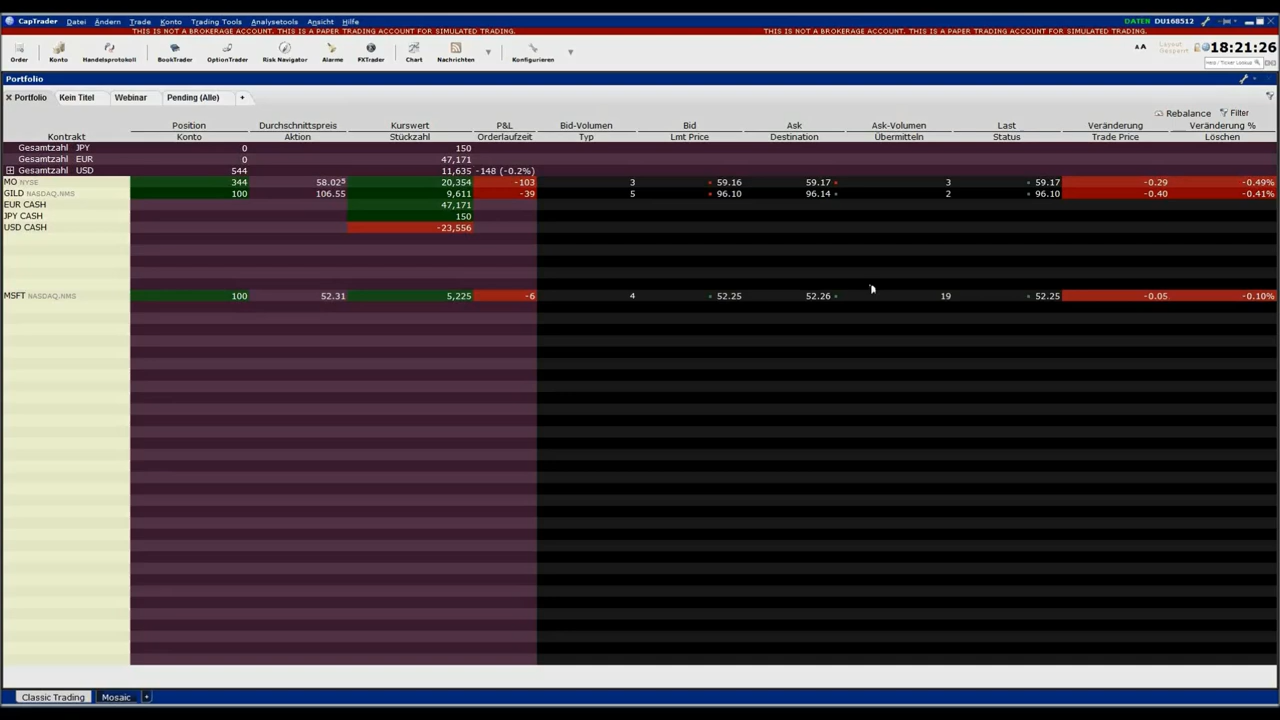 CapTrader Datei Ändern Trade Konto Trading Tools Analysetools Ansicht Hilfe DATEN DU168512
THIS IS NOT A BROKERAGE ACCOUNT. THIS IS A PAPER TRADING ACCOUNT FOR SIMULATED TRADING. THIS IS NOT A BROKERAGE ACCOUNT. THIS IS A PAPER TRADING ACCOUNT FOR SIMULATED TRADING.
Order Konto Handelsprotokoll BookTrader OptionTrader Risk Navigator Alarme FXTrader Chart Nachrichten Konfigurieren AA Layout Gesperrt 18:21:26
Portfolio
Portfolio Kein Titel Webinar Pending (Alle) +
Rebalance Filter
Position Durchschnittspreis Kurswert P&L Bid-Volumen Bid Ask Ask-Volumen Last Veränderung Veränderung %
Kontrakt Konto Aktion Stückzahl Orderlaufzeit Typ Lmt Price Destination Übermitteln Status Trade Price Löschen
Gesamtzahl JPY 0 150
Gesamtzahl EUR 0 47,171
Gesamtzahl USD 544 11,635 -148 (-0.2%)
MO NYSE 344 58.02⁵ 20,354 -103 3 59.16 59.17 3 59.17 -0.29 -0.49%
GILD NASDAQ.NMS 100 106.55 9,611 -39 5 96.10 96.14 2 96.10 -0.40 -0.41%
EUR CASH 47,171
JPY CASH 150
USD CASH -23,556
MSFT NASDAQ.NMS 100 52.31 5,225 -6 4 52.25 52.26 19 52.25 -0.05 -0.10%
Classic Trading Mosaic +